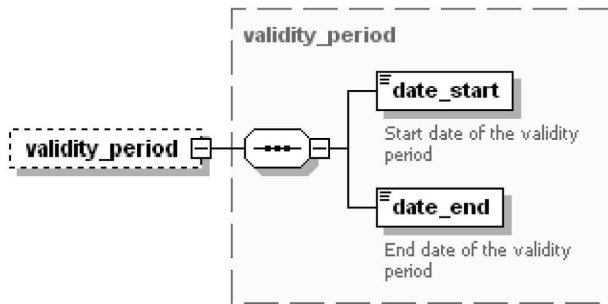 validity_period
validity_period
date_start
Start date of the validity
period
date_end
End date of the validity
period